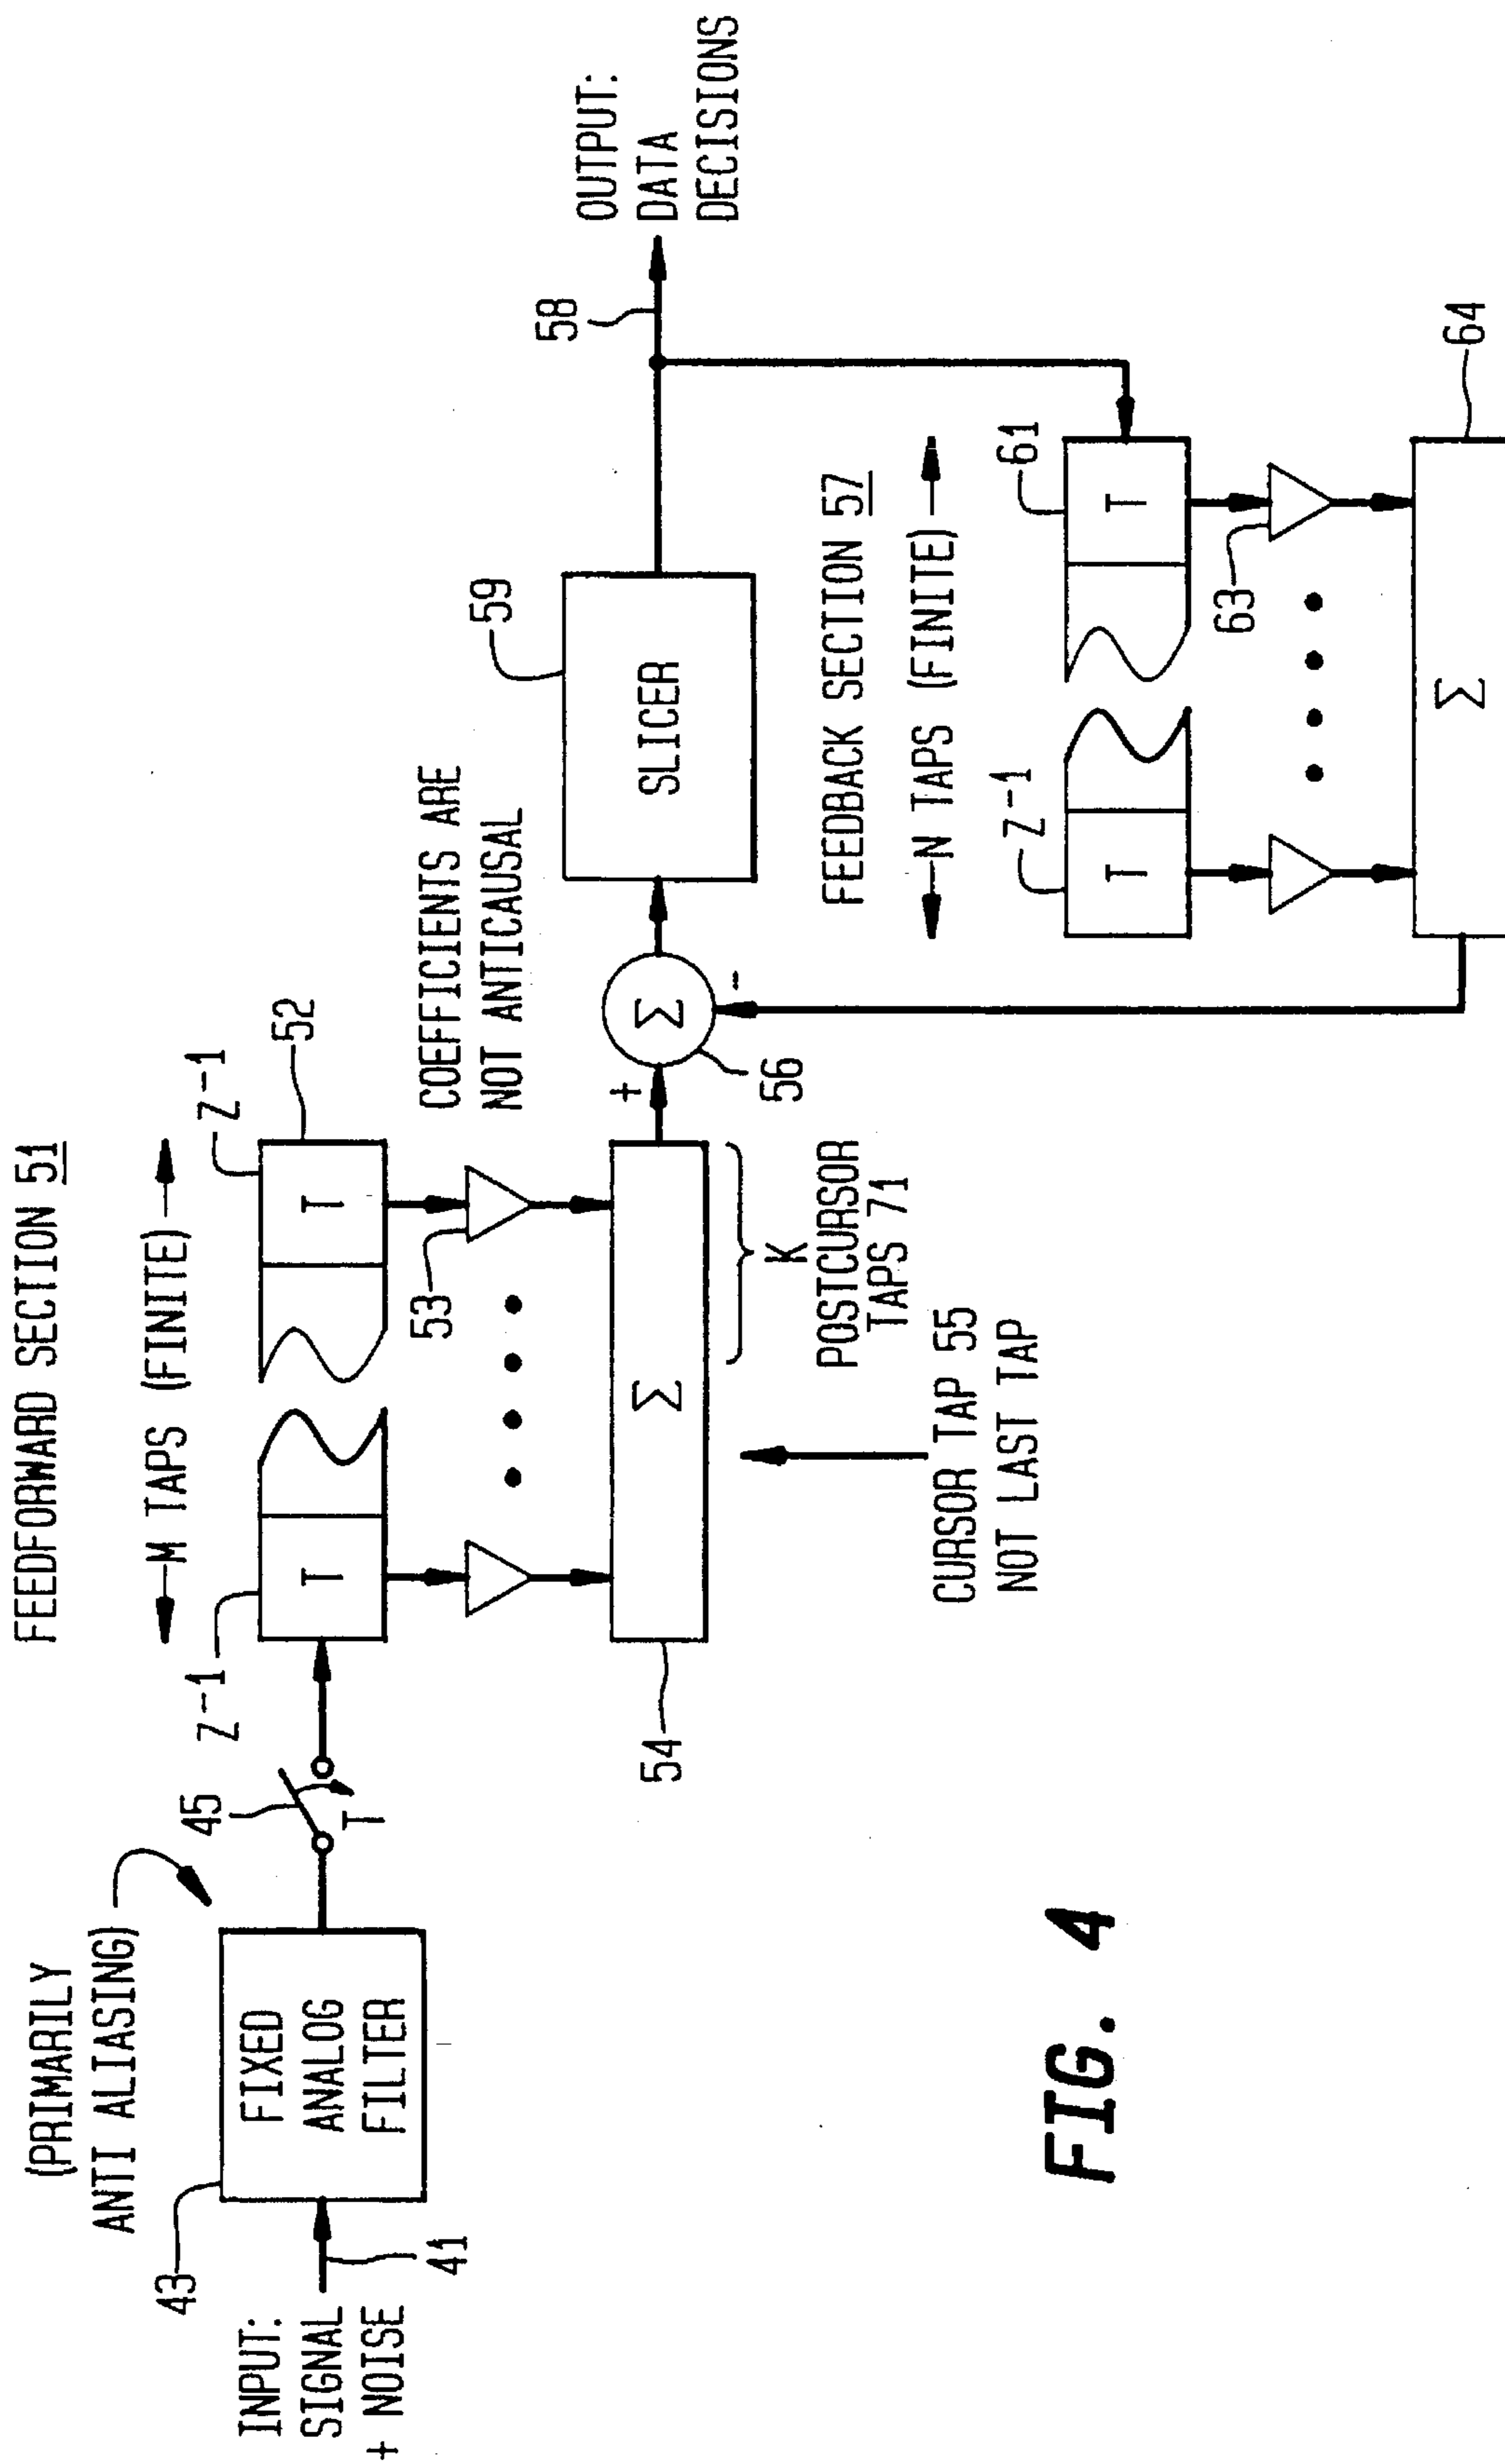 FEEDFORWARD SECTION 51
(PRIMARILY
ANTI ALIASING)
M TAPS (FINITE)
43
45
Z-1
Z-1
52
INPUT:
SIGNAL
+ NOISE
41
FIXED
ANALOG
FILTER
T
T
T
53
COEFFICIENTS ARE
NOT ANTICAUSAL
59
58
OUTPUT:
DATA
DECISIONS
54
Σ
+
Σ
-
56
SLICER
K
POSTCURSOR
TAPS 71
CURSOR TAP 55
NOT LAST TAP
FEEDBACK SECTION 57
N TAPS (FINITE)
Z-1
61
T
T
63
Σ
64
FIG. 4